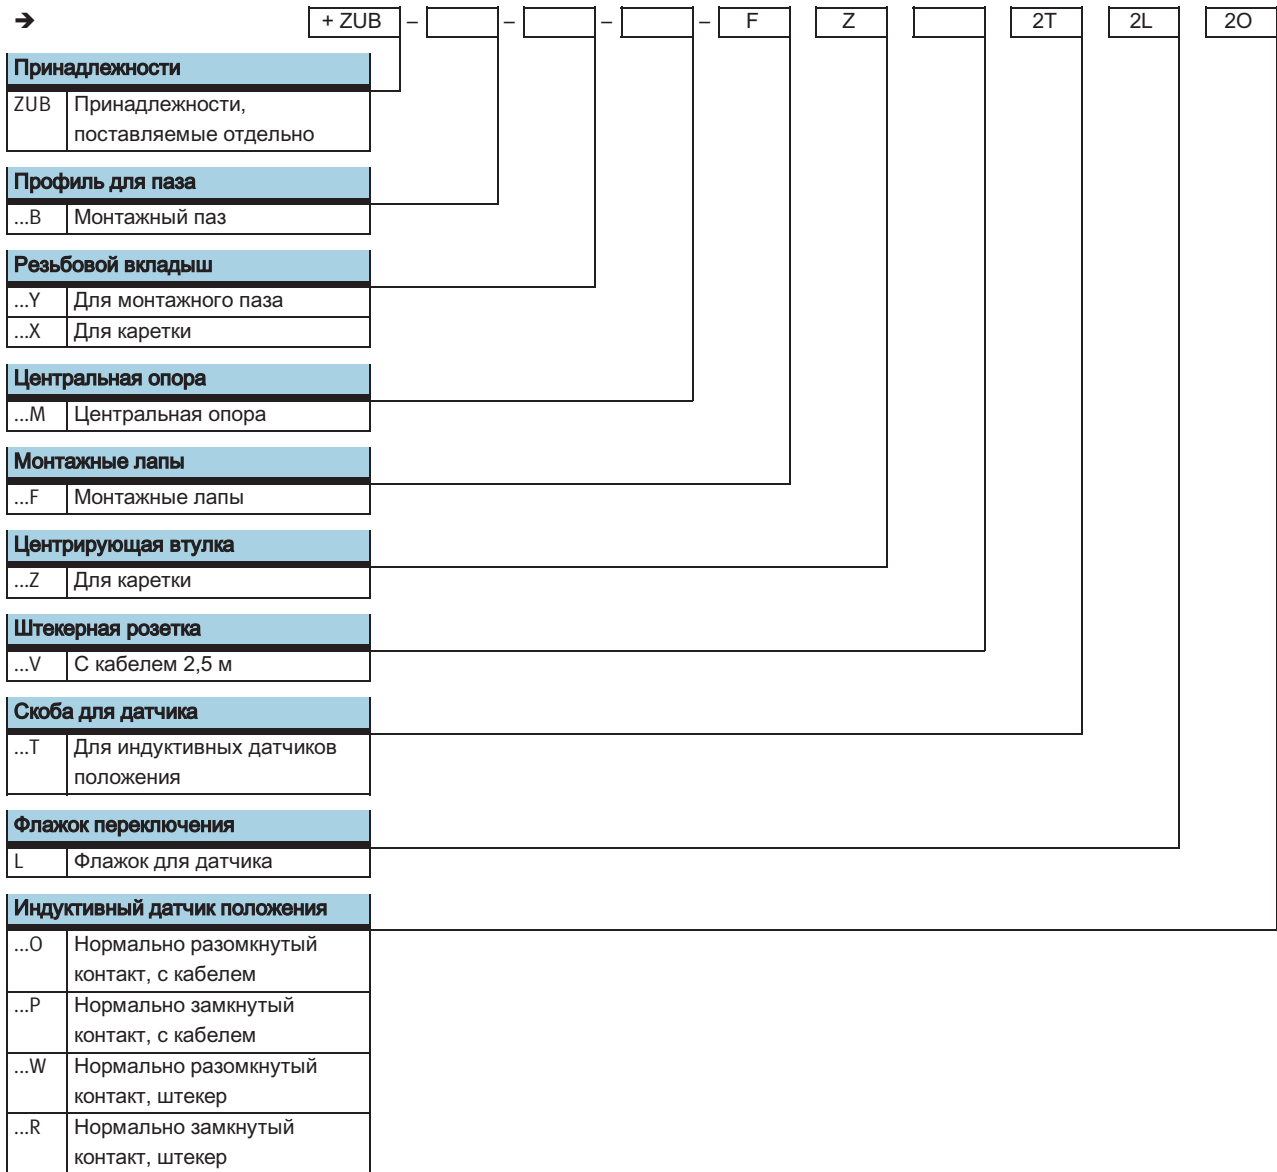 ➔ + ZUB – – – – F Z 2T 2L 2O
Принадлежности
ZUB Принадлежности,
поставляемые отдельно
Профиль для паза
...B Монтажный паз
Резьбовой вкладыш
...Y Для монтажного паза
...X Для каретки
Центральная опора
...M Центральная опора
Монтажные лапы
...F Монтажные лапы
Центрирующая втулка
...Z Для каретки
Штекерная розетка
...V С кабелем 2,5 м
Скоба для датчика
...T Для индуктивных датчиков
положения
Флажок переключения
L Флажок для датчика
Индуктивный датчик положения
...O Нормально разомкнутый
контакт, с кабелем
...P Нормально замкнутый
контакт, с кабелем
...W Нормально разомкнутый
контакт, штекер
...R Нормально замкнутый
контакт, штекер